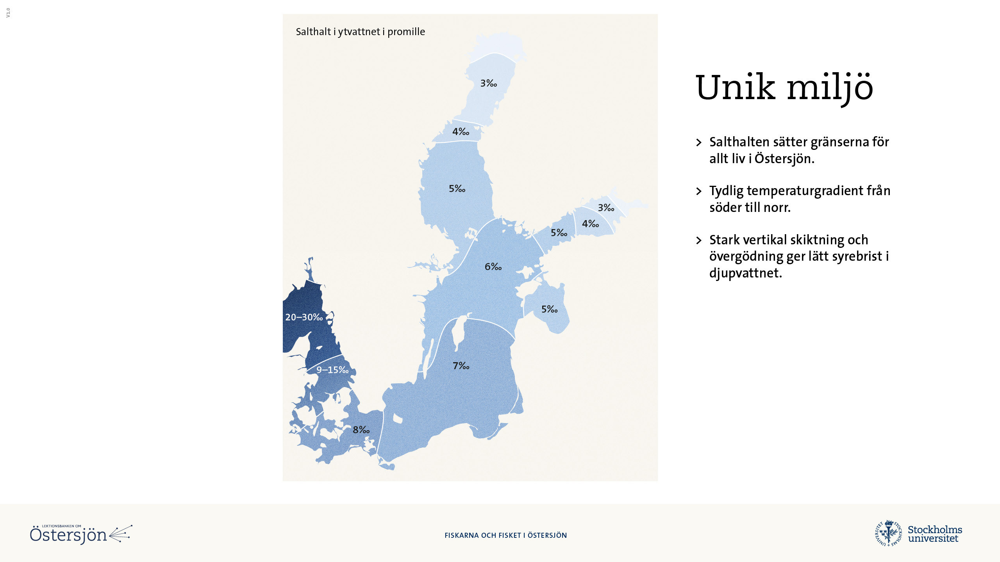 V1.0
Salthalt i ytvattnet i promille
3‰
4‰
5‰
3‰
4‰
5‰
6‰
5‰
20–30‰
9–15‰
7‰
8‰
Unik miljö
> Salthalten sätter gränserna för
allt liv i Östersjön.
> Tydlig temperaturgradient från
söder till norr.
> Stark vertikal skiktning och
övergödning ger lätt syrebrist i
djupvattnet.
LEKTIONSBANKEN OM
Östersjön
FISKARNA OCH FISKET I ÖSTERSJÖN
STOCKHOLMS UNIVERSITET
Stockholms
universitet